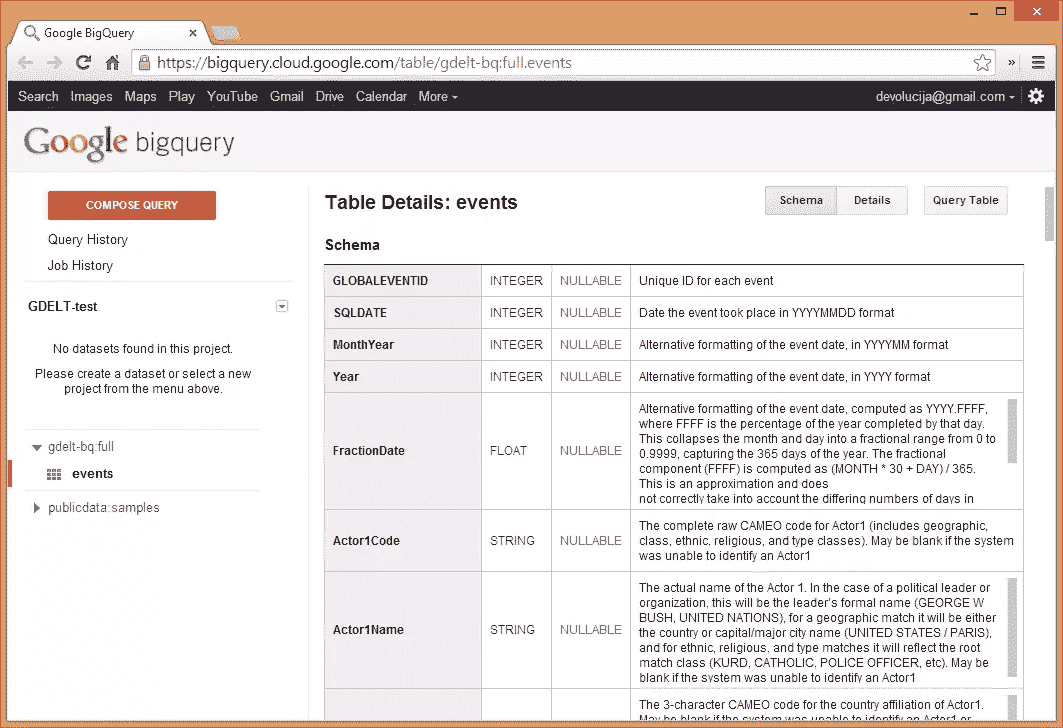 Google BigQuery
https://bigquery.cloud.google.com/table/gdelt-bq:full.events
Search Images Maps Play YouTube Gmail Drive Calendar More
devolucija@gmail.com
Google bigquery
COMPOSE QUERY
Query History
Job History
GDELT-test
No datasets found in this project.
Please create a dataset or select a new
project from the menu above.
gdelt-bq:full
events
publicdata:samples
Table Details: events
Schema Details Query Table
Schema
GLOBALEVENTID INTEGER NULLABLE Unique ID for each event
SQLDATE INTEGER NULLABLE Date the event took place in YYYYMMDD format
MonthYear INTEGER NULLABLE Alternative formatting of the event date, in YYYYMM format
Year INTEGER NULLABLE Alternative formatting of the event date, in YYYY format
FractionDate FLOAT NULLABLE
Alternative formatting of the event date, computed as YYYY.FFFF,
where FFFF is the percentage of the year completed by that day.
This collapses the month and day into a fractional range from 0 to
0.9999, capturing the 365 days of the year. The fractional
component (FFFF) is computed as (MONTH * 30 + DAY) / 365.
This is an approximation and does
not correctly take into account the differing numbers of days in
Actor1Code STRING NULLABLE
The complete raw CAMEO code for Actor1 (includes geographic,
class, ethnic, religious, and type classes). May be blank if the system
was unable to identify an Actor1
Actor1Name STRING NULLABLE
The actual name of the Actor 1. In the case of a political leader or
organization, this will be the leader's formal name (GEORGE W
BUSH, UNITED NATIONS), for a geographic match it will be either
the country or capital/major city name (UNITED STATES / PARIS),
and for ethnic, religious, and type matches it will reflect the root
match class (KURD, CATHOLIC, POLICE OFFICER, etc). May be
blank if the system was unable to identify an Actor1
The 3-character CAMEO code for the country affiliation of Actor1.
May be blank if the system was unable to identify an Actor1 or